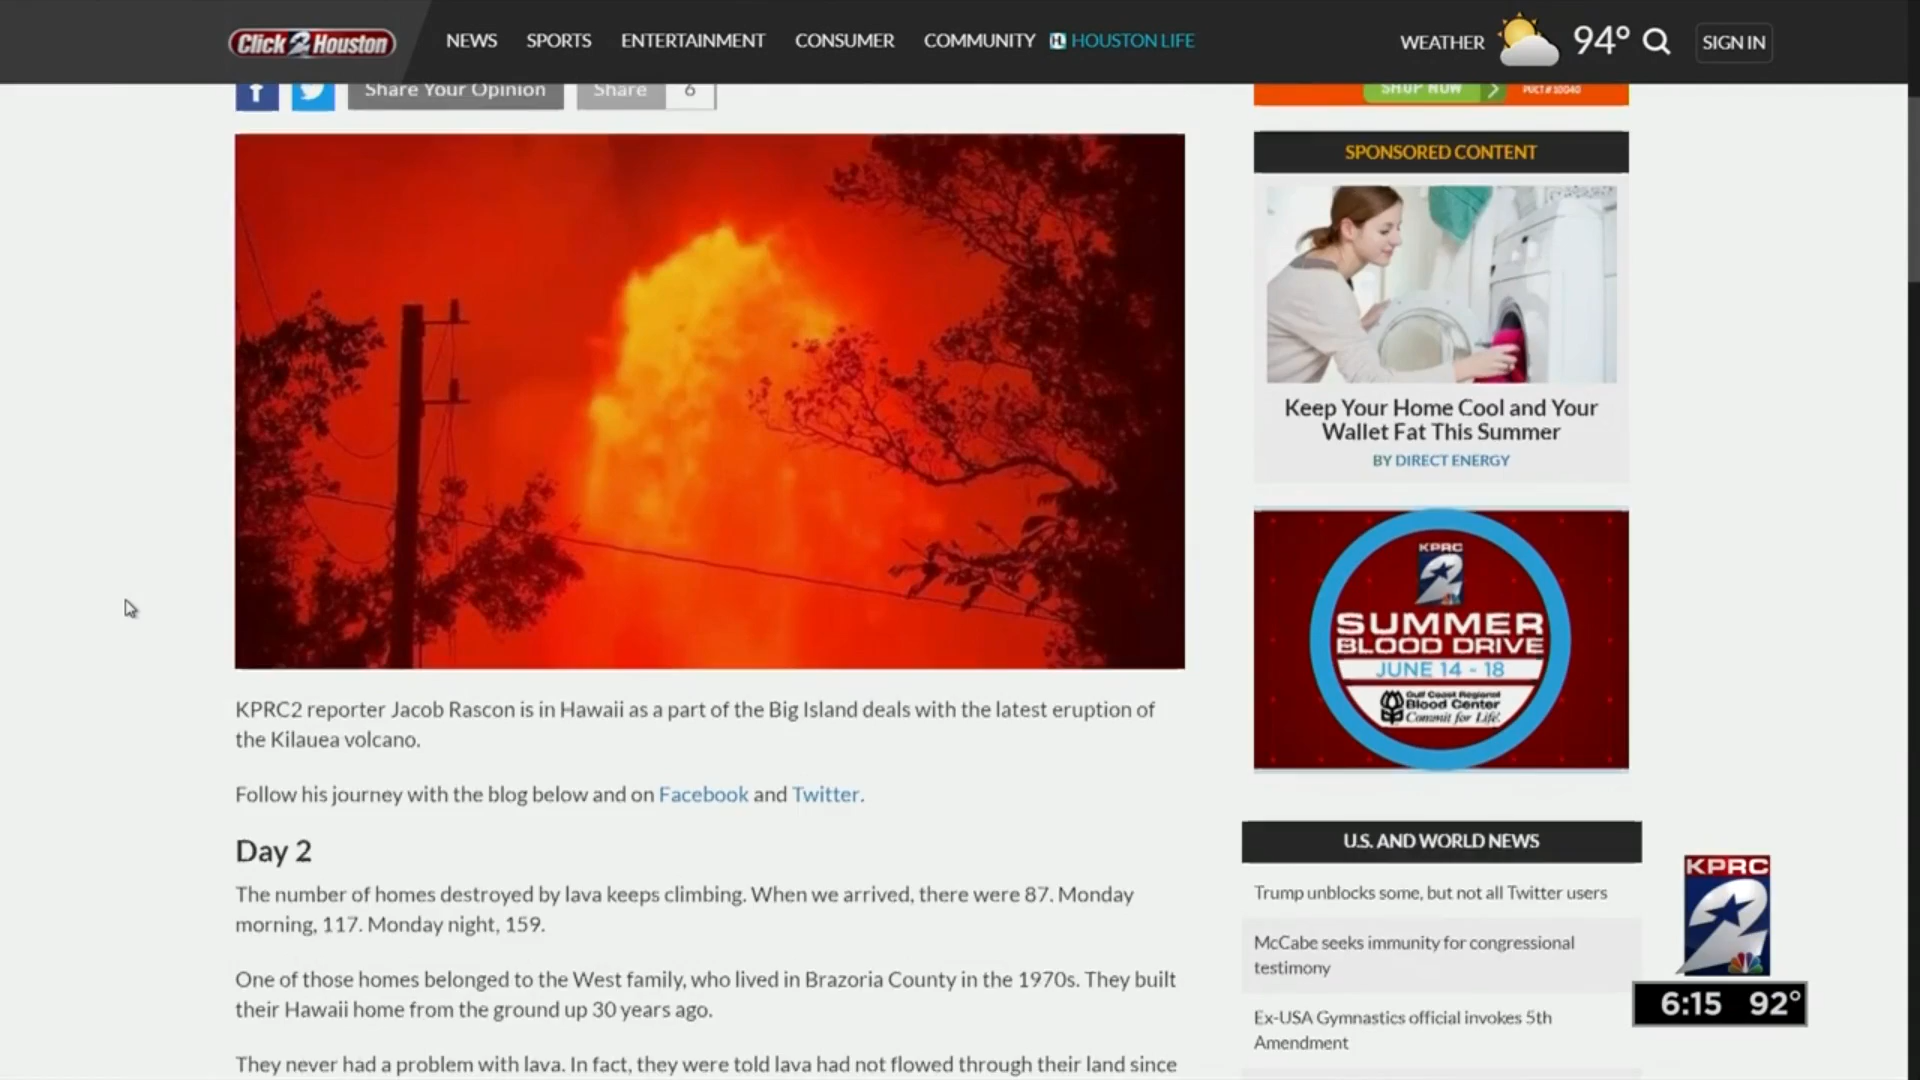 Click 2 Houston
NEWS SPORTS ENTERTAINMENT CONSUMER COMMUNITY HL HOUSTON LIFE
WEATHER 94° SIGN IN
f Share Your Opinion Share 6
SHOP NOW PUCT# 10040
SPONSORED CONTENT
Keep Your Home Cool and Your
Wallet Fat This Summer
BY DIRECT ENERGY
KPRC
2
SUMMER
BLOOD DRIVE
JUNE 14 - 18
Gulf Coast Regional
Blood Center
Commit for Life.
KPRC2 reporter Jacob Rascon is in Hawaii as a part of the Big Island deals with the latest eruption of
the Kilauea volcano.
Follow his journey with the blog below and on Facebook and Twitter.
Day 2
The number of homes destroyed by lava keeps climbing. When we arrived, there were 87. Monday
morning, 117. Monday night, 159.
One of those homes belonged to the West family, who lived in Brazoria County in the 1970s. They built
their Hawaii home from the ground up 30 years ago.
They never had a problem with lava. In fact, they were told lava had not flowed through their land since
U.S. AND WORLD NEWS
Trump unblocks some, but not all Twitter users
McCabe seeks immunity for congressional
testimony
Ex-USA Gymnastics official invokes 5th
Amendment
KPRC
2
6:15 92°